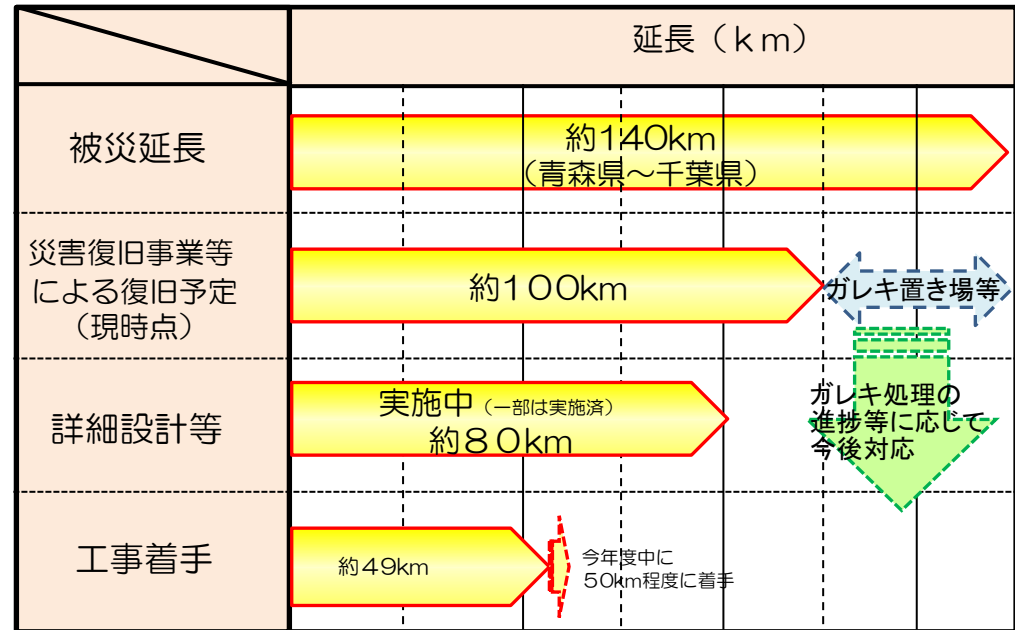 延長（ｋｍ）
被災延長
約140km
（青森県～千葉県）
災害復旧事業等
による復旧予定
（現時点）
約１００km
ガレキ置き場等
詳細設計等
実施中（一部は実施済）
約８０km
ガレキ処理の
進捗等に応じて
今後対応
工事着手
約４９km
今年度中に
５０km程度に着手